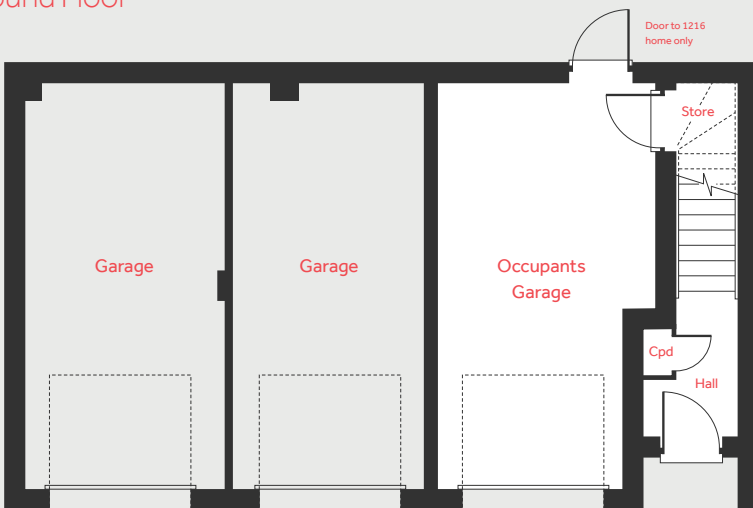 Door to 1216
home only
Store
Garage
Garage
Occupants
Garage
Cpd
Hall